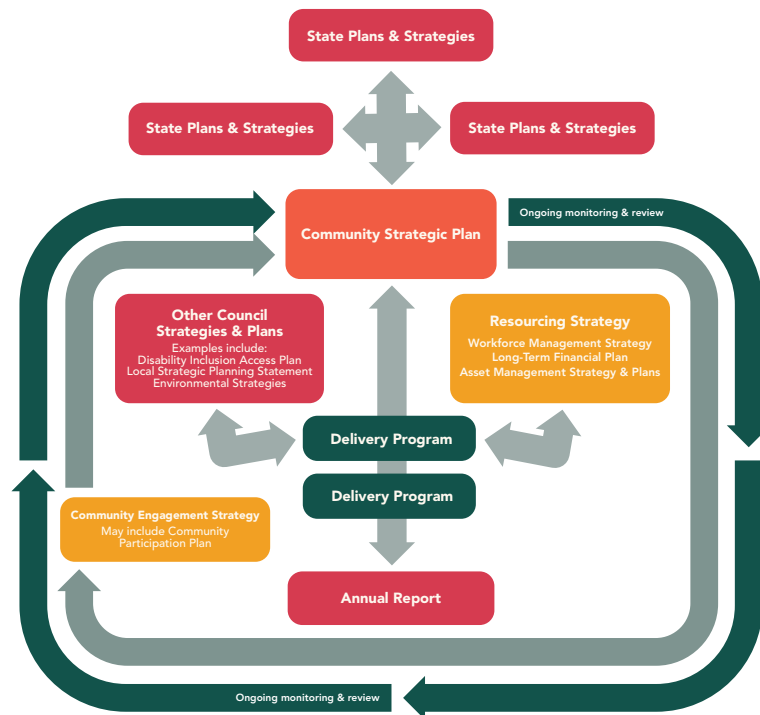 State Plans & Strategies
State Plans & Strategies
State Plans & Strategies
Community Strategic Plan
Ongoing monitoring & review
Other Council
Strategies & Plans
Examples include:
Disability Inclusion Access Plan
Local Strategic Planning Statement
Environmental Strategies
Resourcing Strategy
Workforce Management Strategy
Long-Term Financial Plan
Asset Management Strategy & Plans
Delivery Program
Delivery Program
Community Engagement Strategy
May include Community
Participation Plan
Annual Report
Ongoing monitoring & review